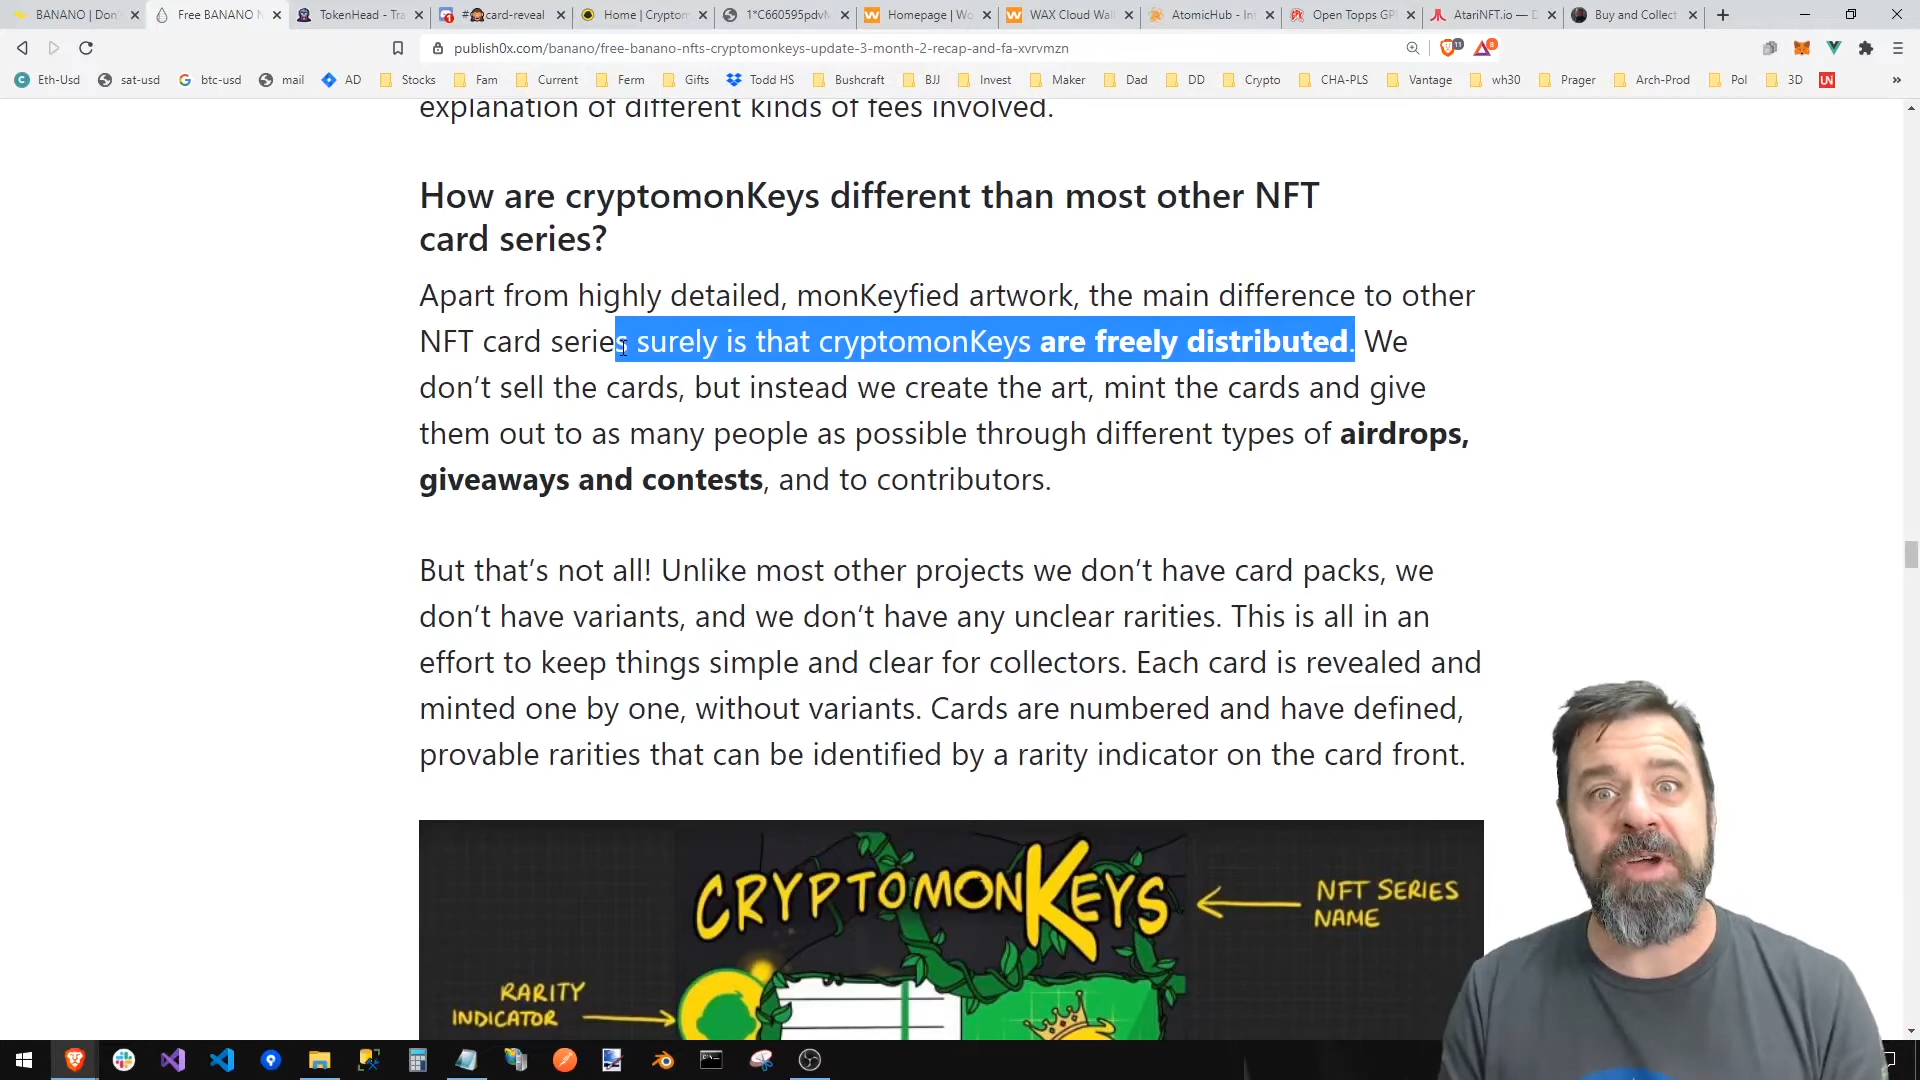 BANANO | Don'
Free BANANO N
TokenHead - Tra
card-reveal
Home | Cryptom
1*C660595pdvM
Homepage | Wo
WAX Cloud Wal
AtomicHub - Int
Open Topps GP
AtariNFT.io — D
Buy and Collect
publish0x.com/banano/free-banano-nfts-cryptomonkeys-update-3-month-2-recap-and-fa-xvrvmzn
11
8
Eth-Usd sat-usd btc-usd mail AD Stocks Fam Current Ferm Gifts Todd HS Bushcraft BJJ Invest Maker Dad DD Crypto CHA-PLS Vantage wh30 Prager Arch-Prod Pol 3D UN
explanation of different kinds of fees involved.
How are cryptomonKeys different than most other NFT
card series?
Apart from highly detailed, monKeyfied artwork, the main difference to other
NFT card series surely is that cryptomonKeys are freely distributed. We
don’t sell the cards, but instead we create the art, mint the cards and give
them out to as many people as possible through different types of airdrops,
giveaways and contests, and to contributors.
But that’s not all! Unlike most other projects we don’t have card packs, we
don’t have variants, and we don’t have any unclear rarities. This is all in an
effort to keep things simple and clear for collectors. Each card is revealed and
minted one by one, without variants. Cards are numbered and have defined,
provable rarities that can be identified by a rarity indicator on the card front.
CRYPTOMONKEYS
NFT SERIES
NAME
RARITY
INDICATOR